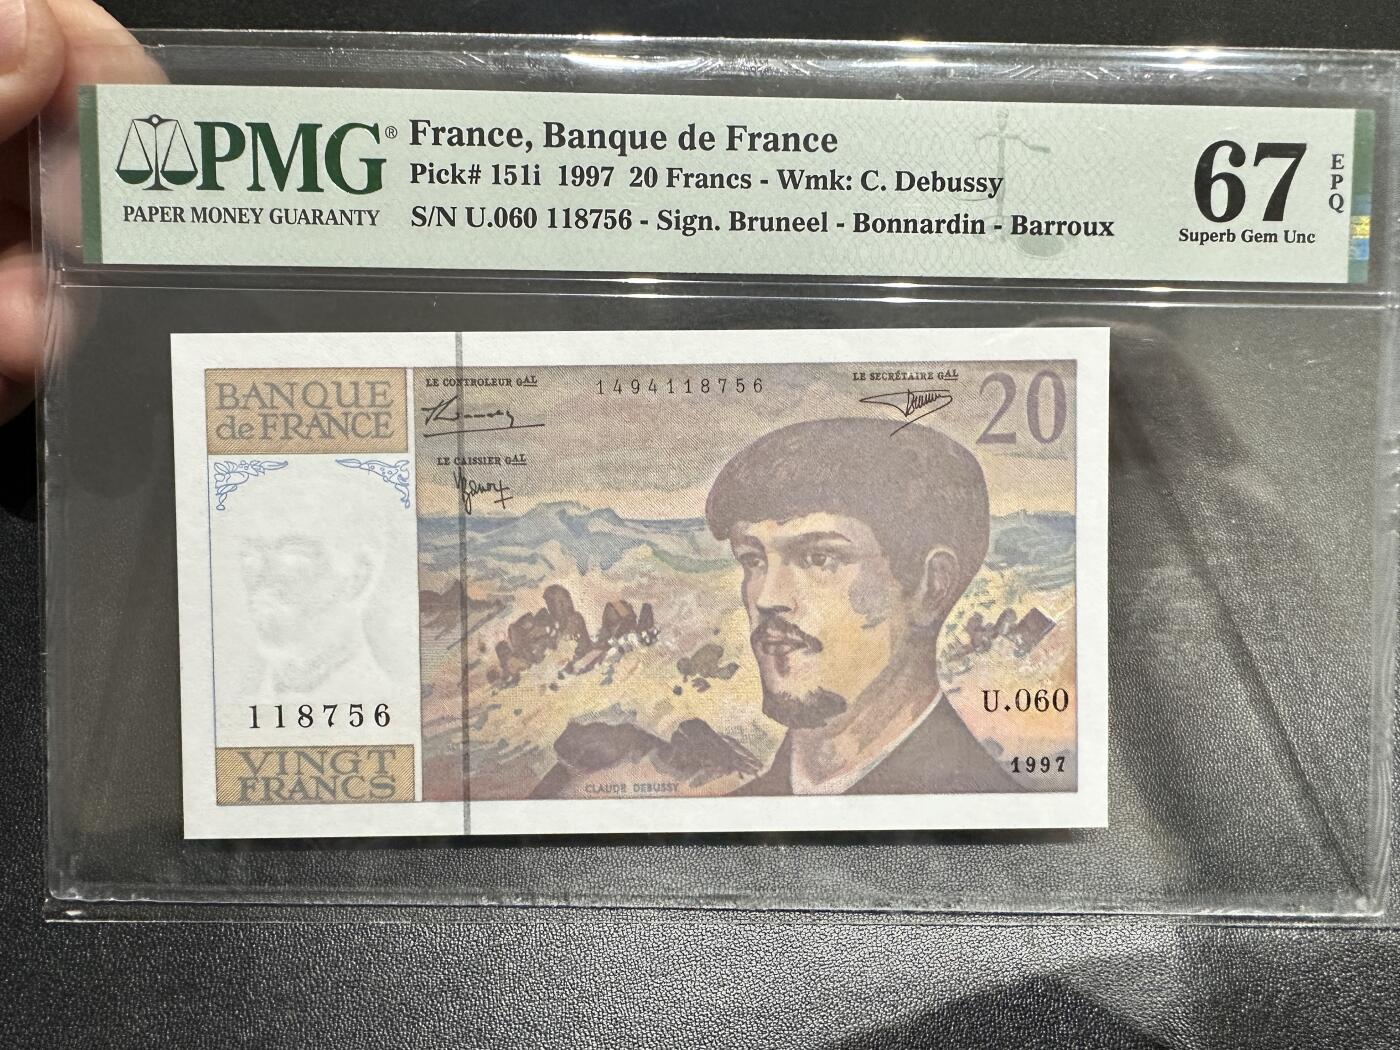 PMG®
PAPER MONEY GUARANTY
France, Banque de France
Pick# 151i 1997 20 Francs - Wmk: C. Debussy
S/N U.060 118756 - Sign. Bruneel - Bonnardin - Barroux
67
EPQ
Superb Gem Unc
BANQUE
de FRANCE
LE CONTROLEUR GAL
1494118756
LE SECRÉTAIRE GAL
20
LE CAISSIER GAL
118756
U.060
VINGT
FRANCS
1997
CLAUDE DEBUSSY